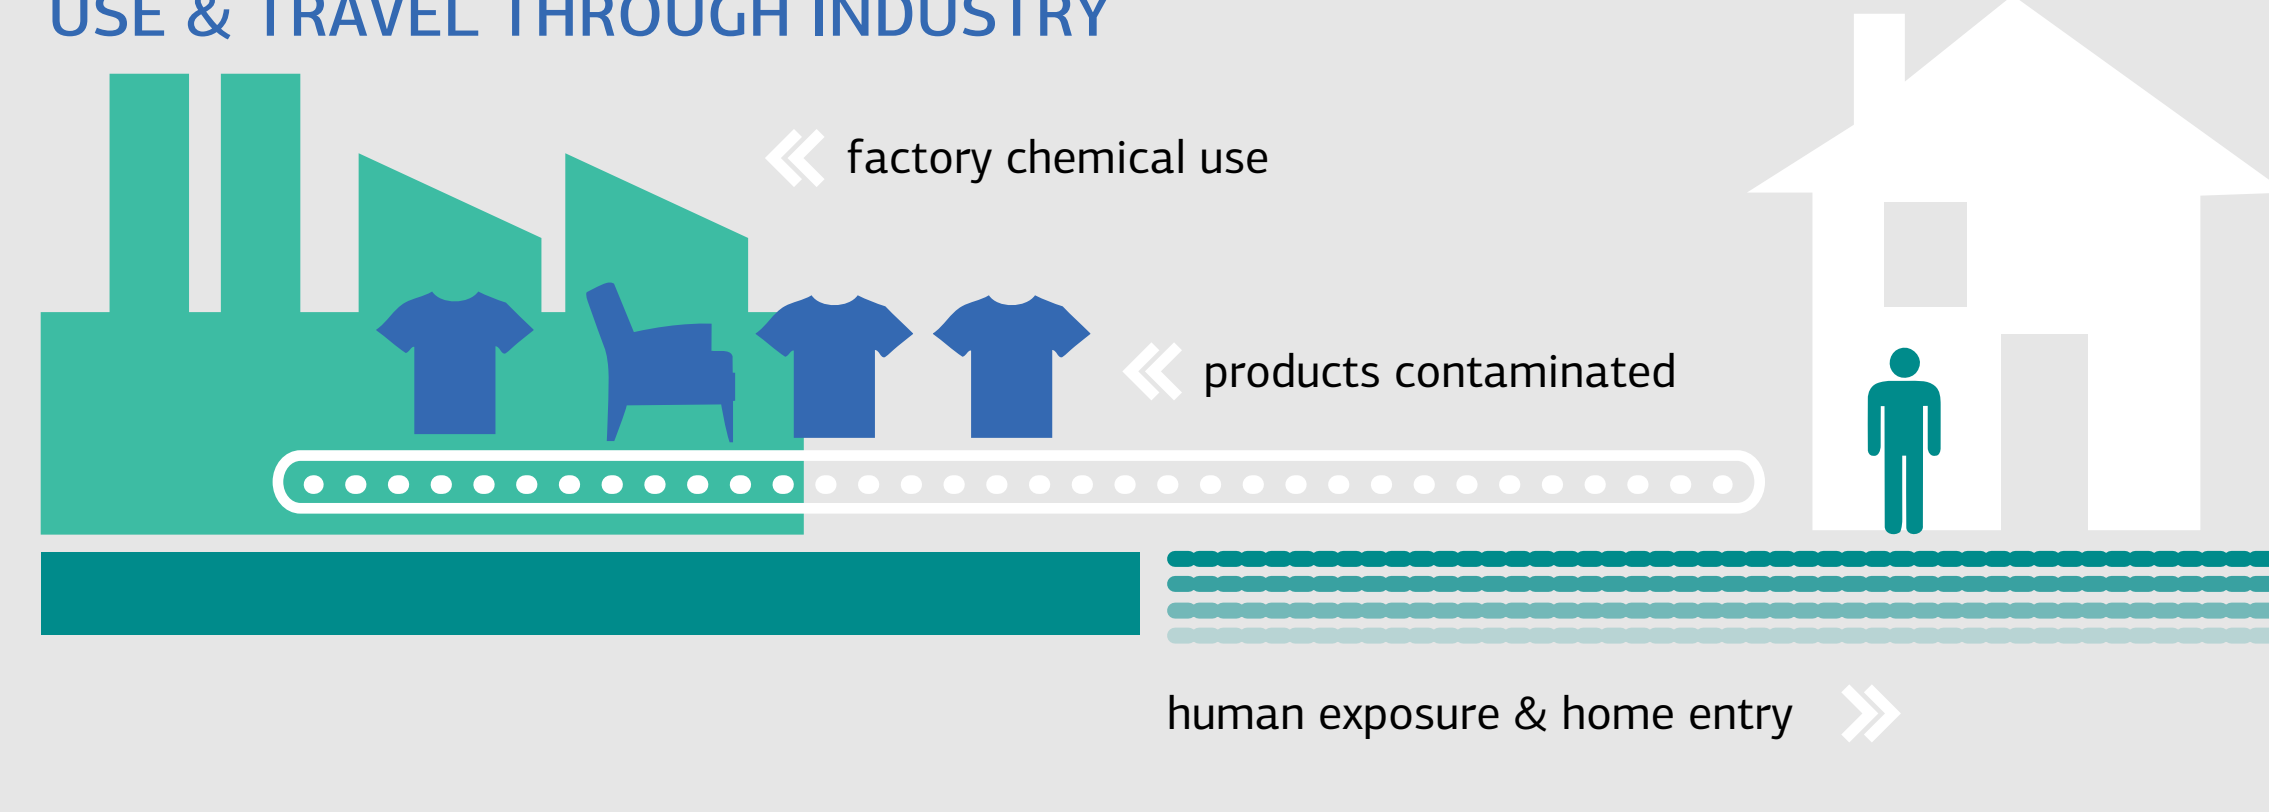 USE & TRAVEL THROUGH INDUSTRY
factory chemical use
products contaminated
human exposure & home entry